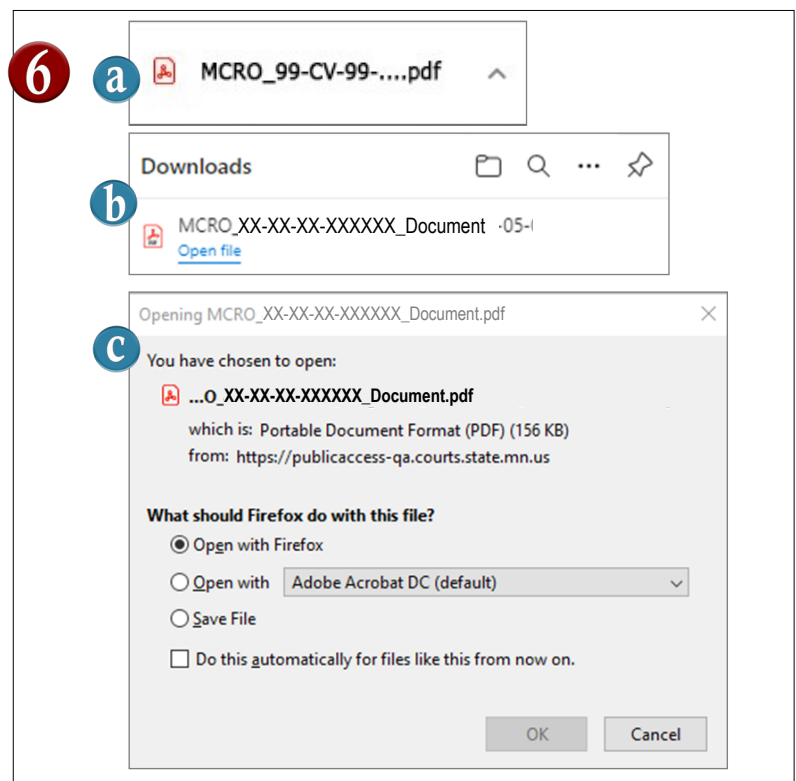 6
a
MCRO_99-CV-99-....pdf
Downloads
b
MCRO_XX-XX-XX-XXXXXX_Document -05-
Open file
Opening MCRO_XX-XX-XX-XXXXXX_Document.pdf
c
You have chosen to open:
...O_XX-XX-XX-XXXXXX_Document.pdf
which is: Portable Document Format (PDF) (156 KB)
from: https://publicaccess-qa.courts.state.mn.us
What should Firefox do with this file?
Open with Firefox
Open with Adobe Acrobat DC (default)
Save File
Do this automatically for files like this from now on.
OK Cancel